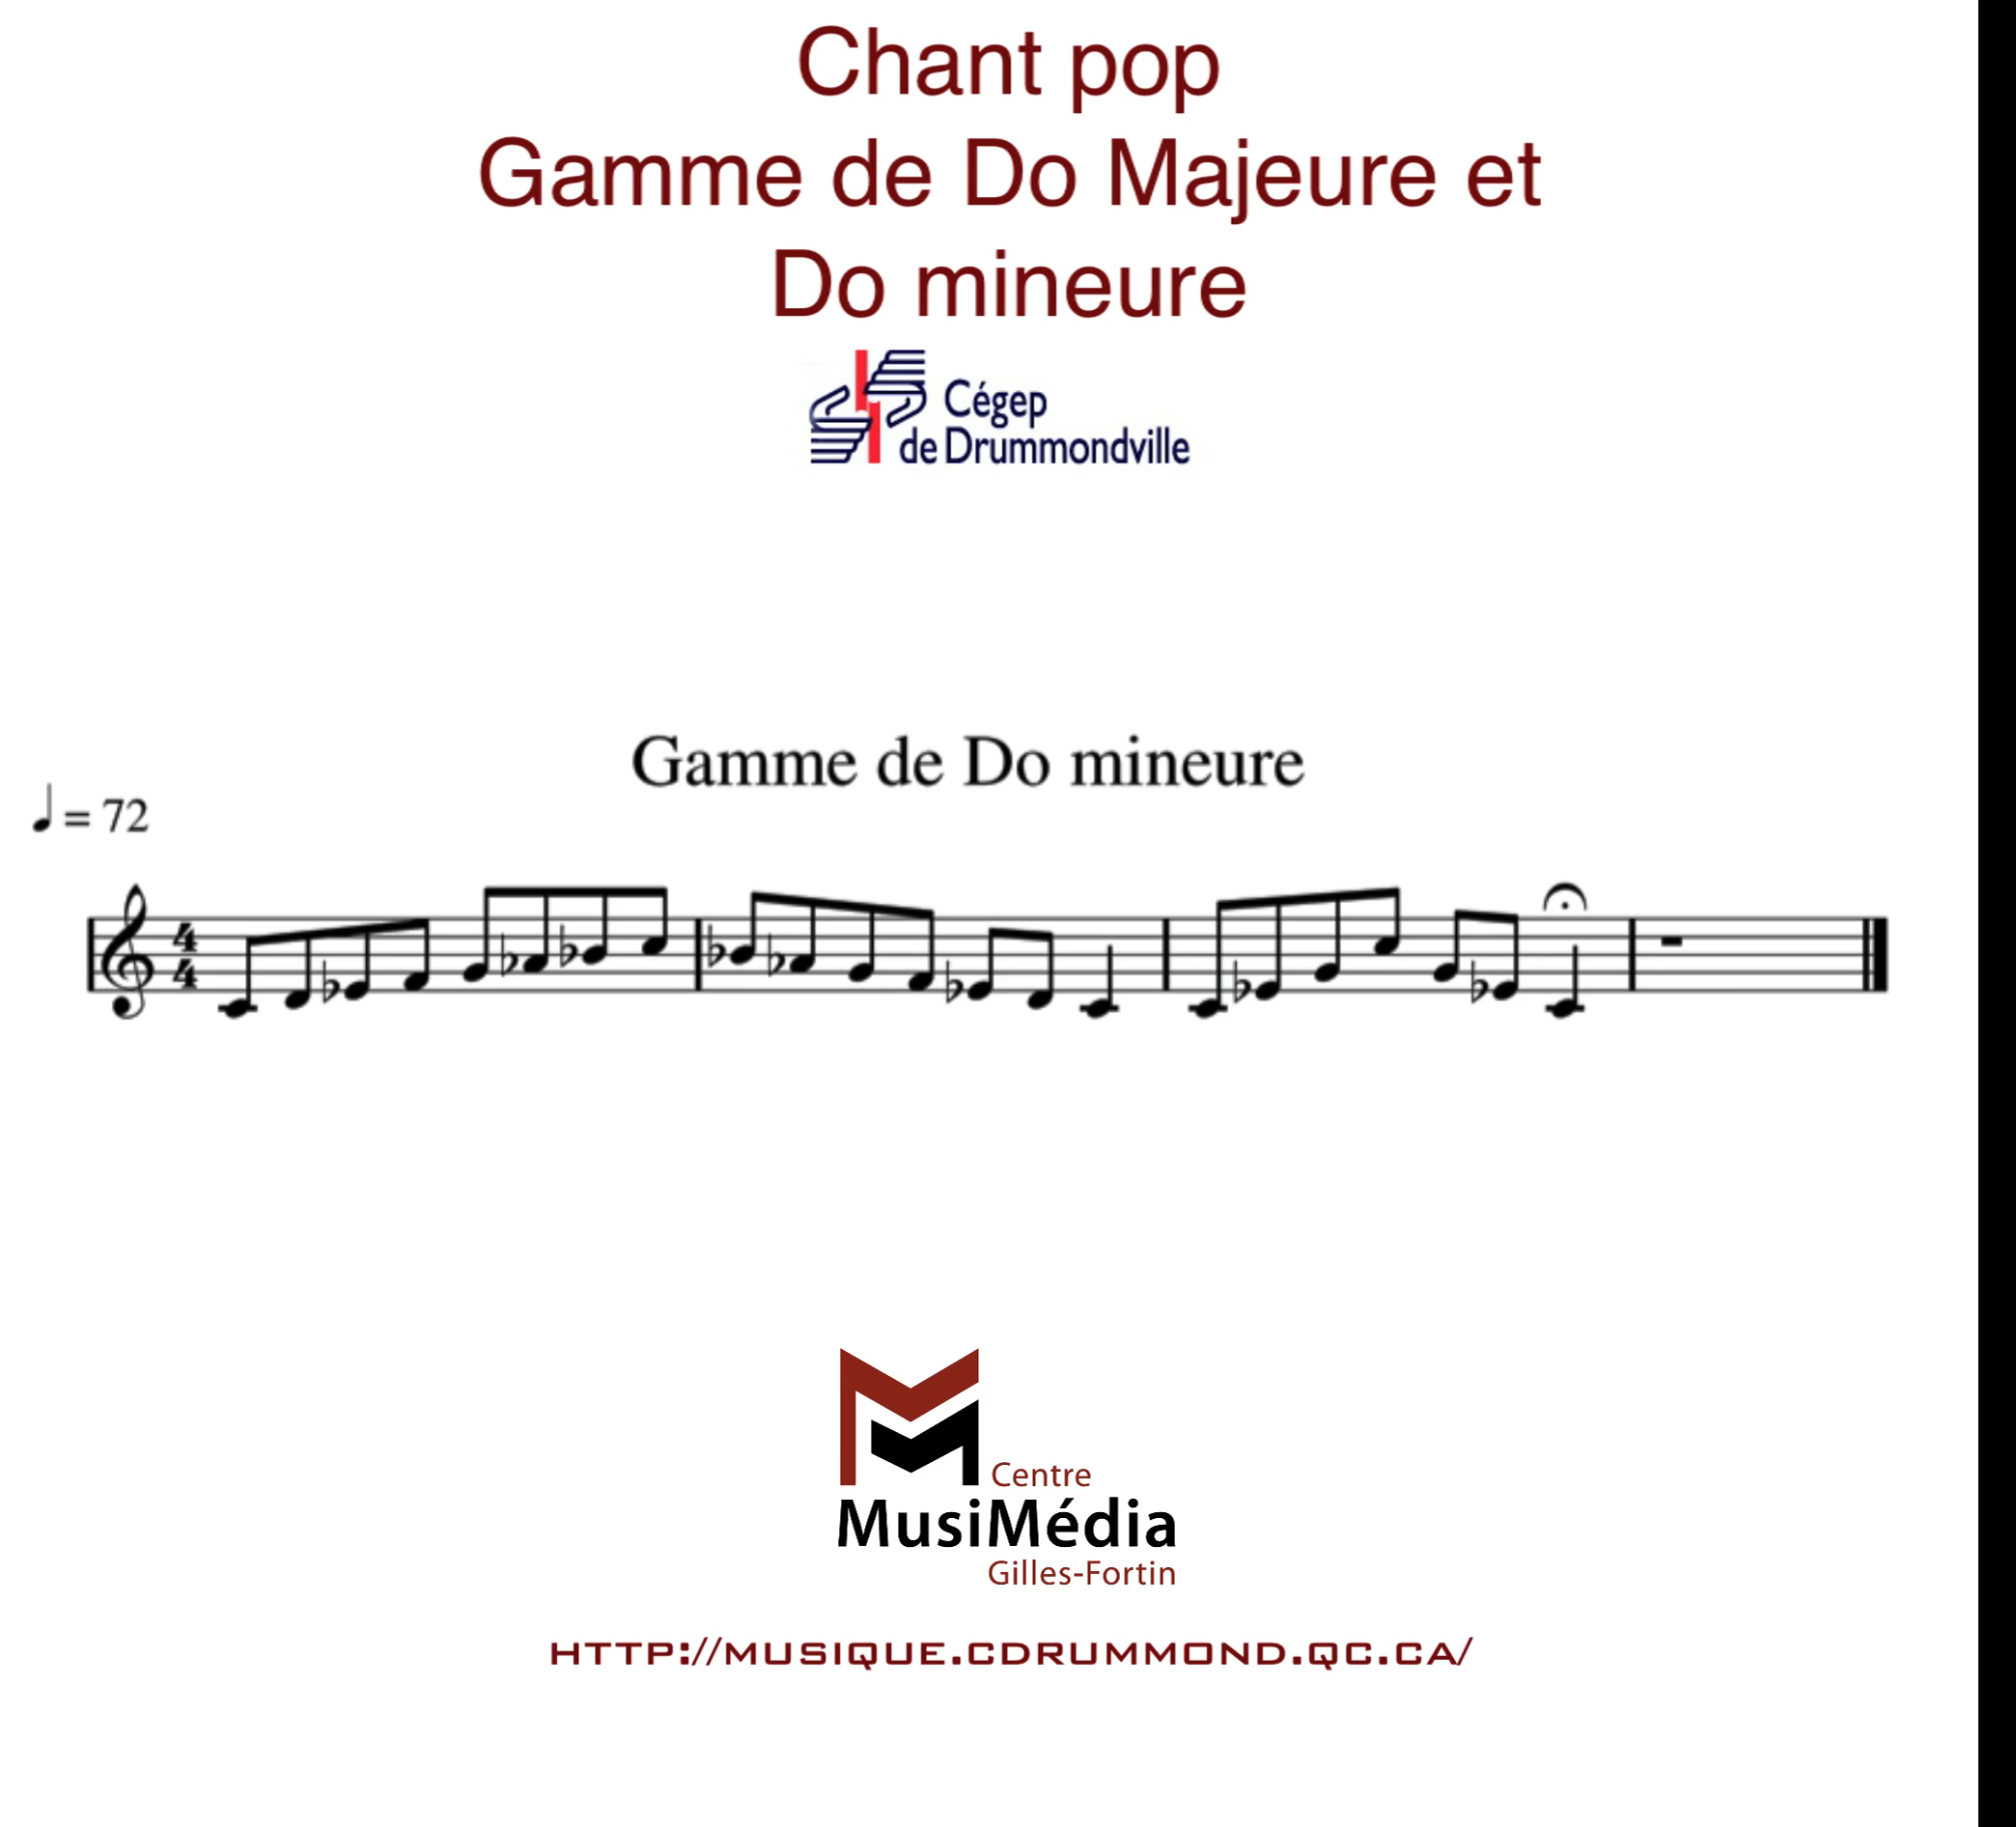 Chant pop
Gamme de Do Majeure et
Do mineure
Cégep
de Drummondville
Gamme de Do mineure
♩ = 72
4
4
Centre
MusiMédia
Gilles-Fortin
HTTP://MUSIQUE.CDRUMMOND.QC.CA/